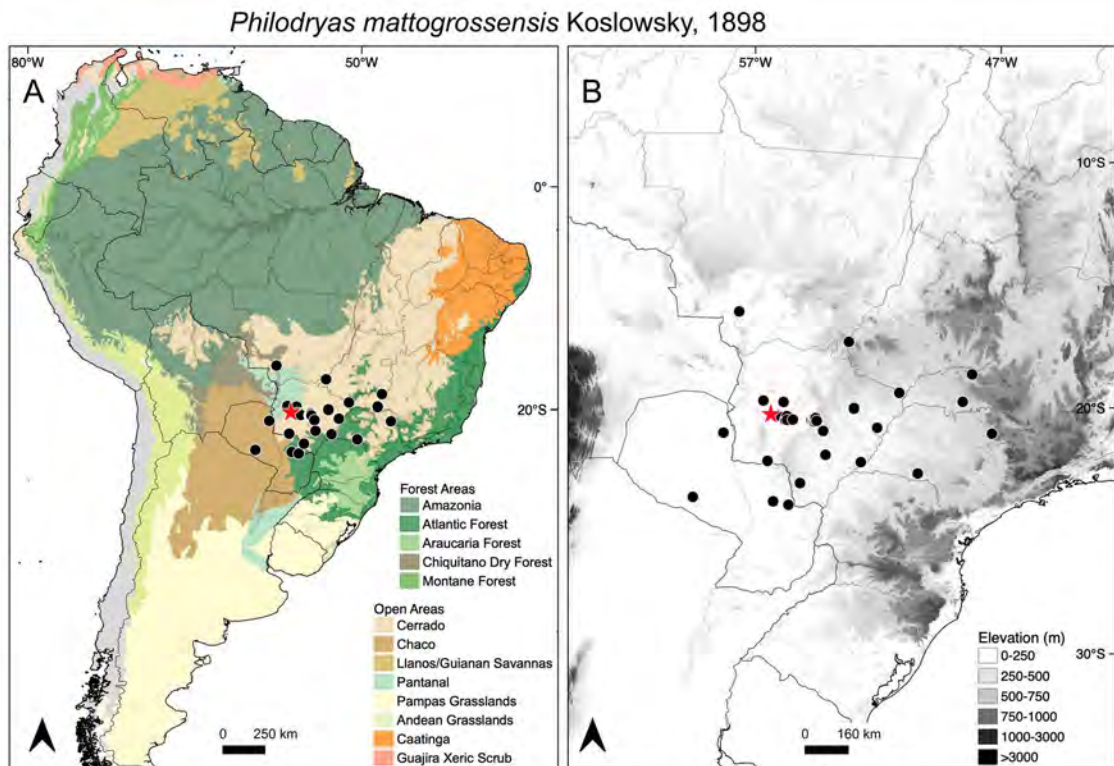 Philodryas mattogrossensis Koslowsky, 1898
80°W
50°W
A
0°
20°S
Forest Areas
Amazonia
Atlantic Forest
Araucaria Forest
Chiquitano Dry Forest
Montane Forest
Open Areas
Cerrado
Chaco
Llanos/Guianan Savannas
Pantanal
Pampas Grasslands
Andean Grasslands
Caatinga
Guajira Xeric Scrub
0 250 km
57°W
47°W
B
10°S
20°S
30°S
Elevation (m)
0-250
250-500
500-750
750-1000
1000-3000
>3000
0 160 km